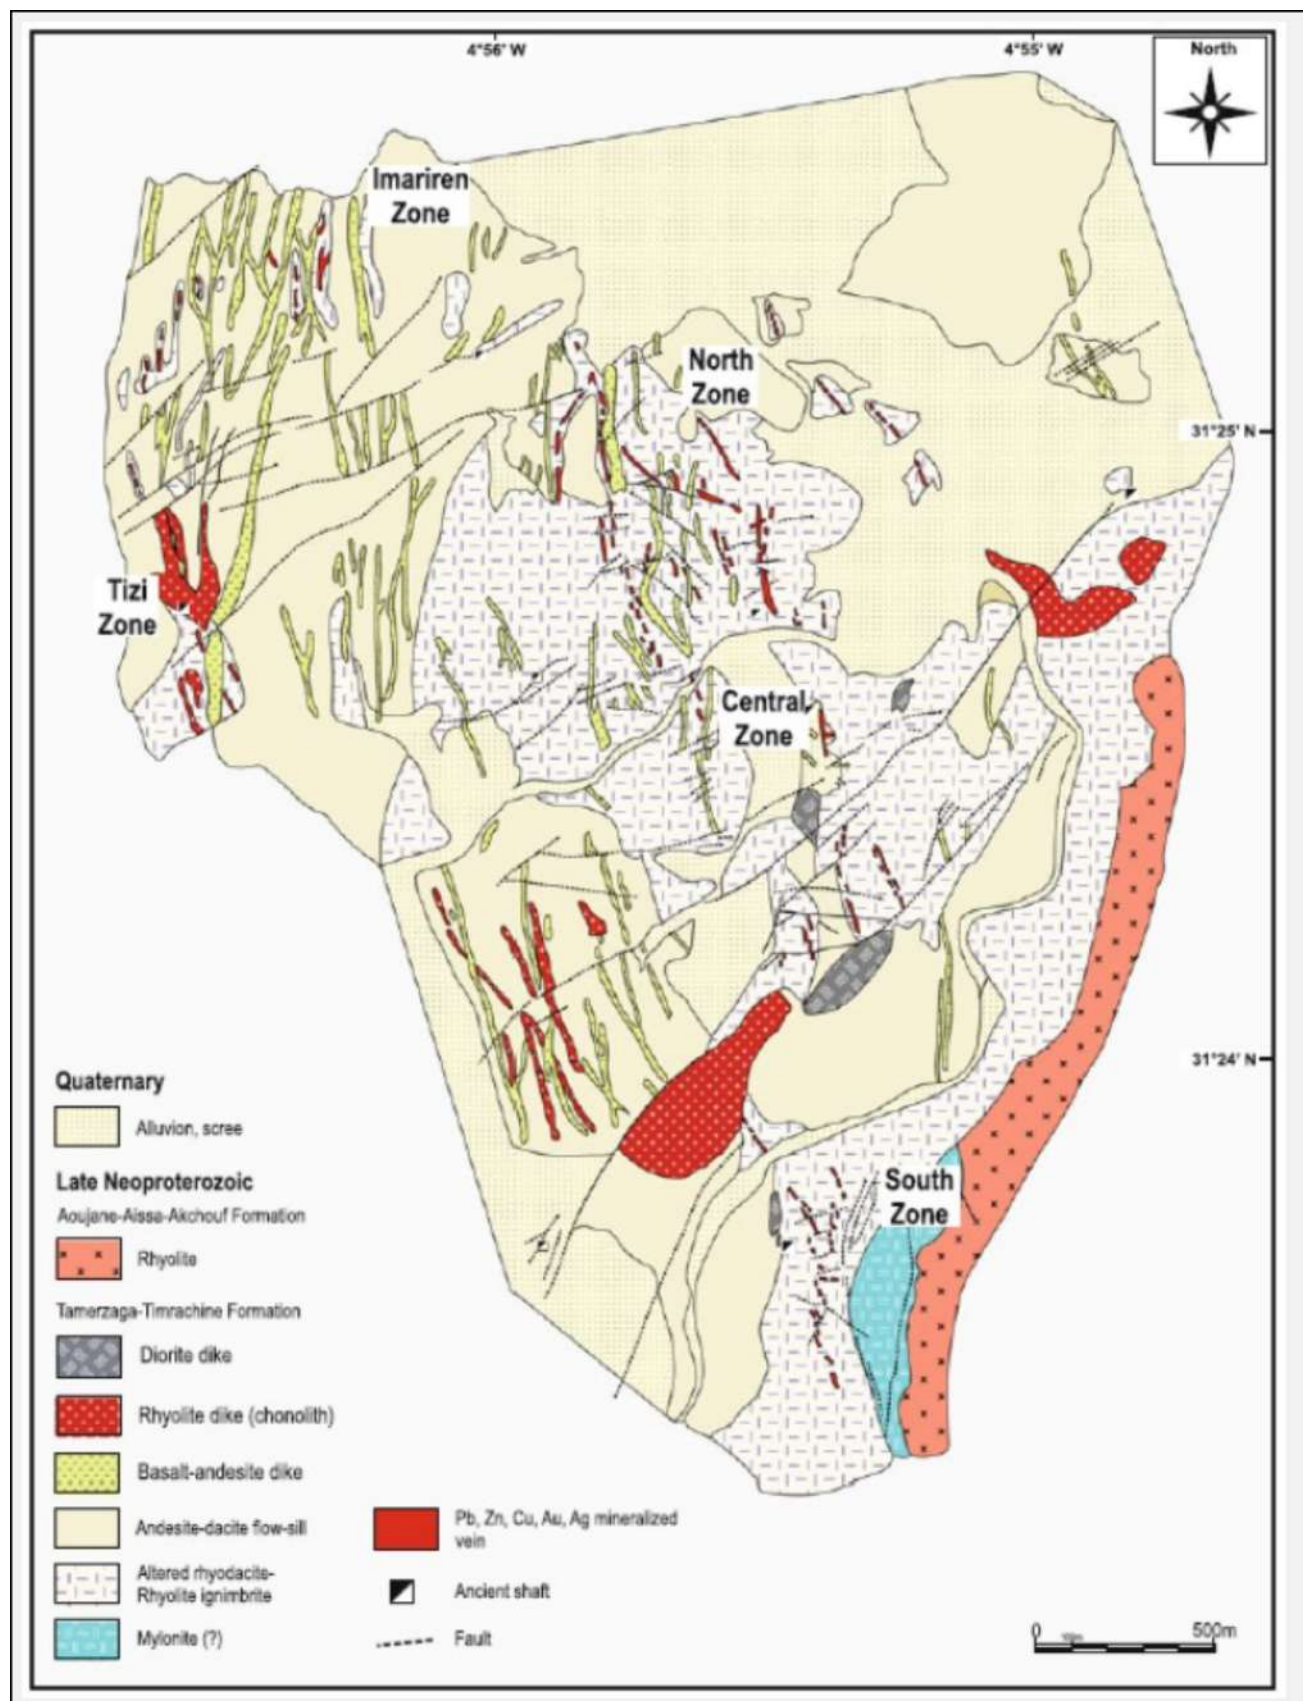 4°56' W
4°55' W
North
Imariren
Zone
North
Zone
31°25' N
Tizi
Zone
Central
Zone
31°24' N
South
Zone
Quaternary
Alluvion, scree
Late Neoproterozoic
Aoujane-Aissa-Akchouf Formation
Rhyolite
Tamerzaga-Timrachine Formation
Diorite dike
Rhyolite dike (chonolith)
Basalt-andesite dike
Andesite-dacite flow-sill
Altered rhyodacite-
Rhyolite ignimbrite
Mylonite (?)
Pb, Zn, Cu, Au, Ag mineralized
vein
Ancient shaft
Fault
0
500m